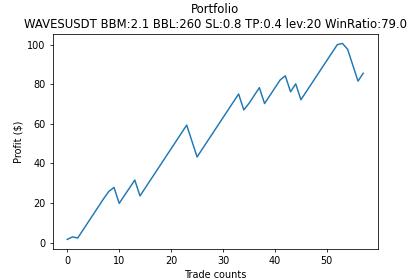 Portfolio
WAVESUSDT BBM:2.1 BBL:260 SL:0.8 TP:0.4 lev:20 WinRatio:79.0
100
80
60
40
20
0
Profit ($)
0 10 20 30 40 50
Trade counts